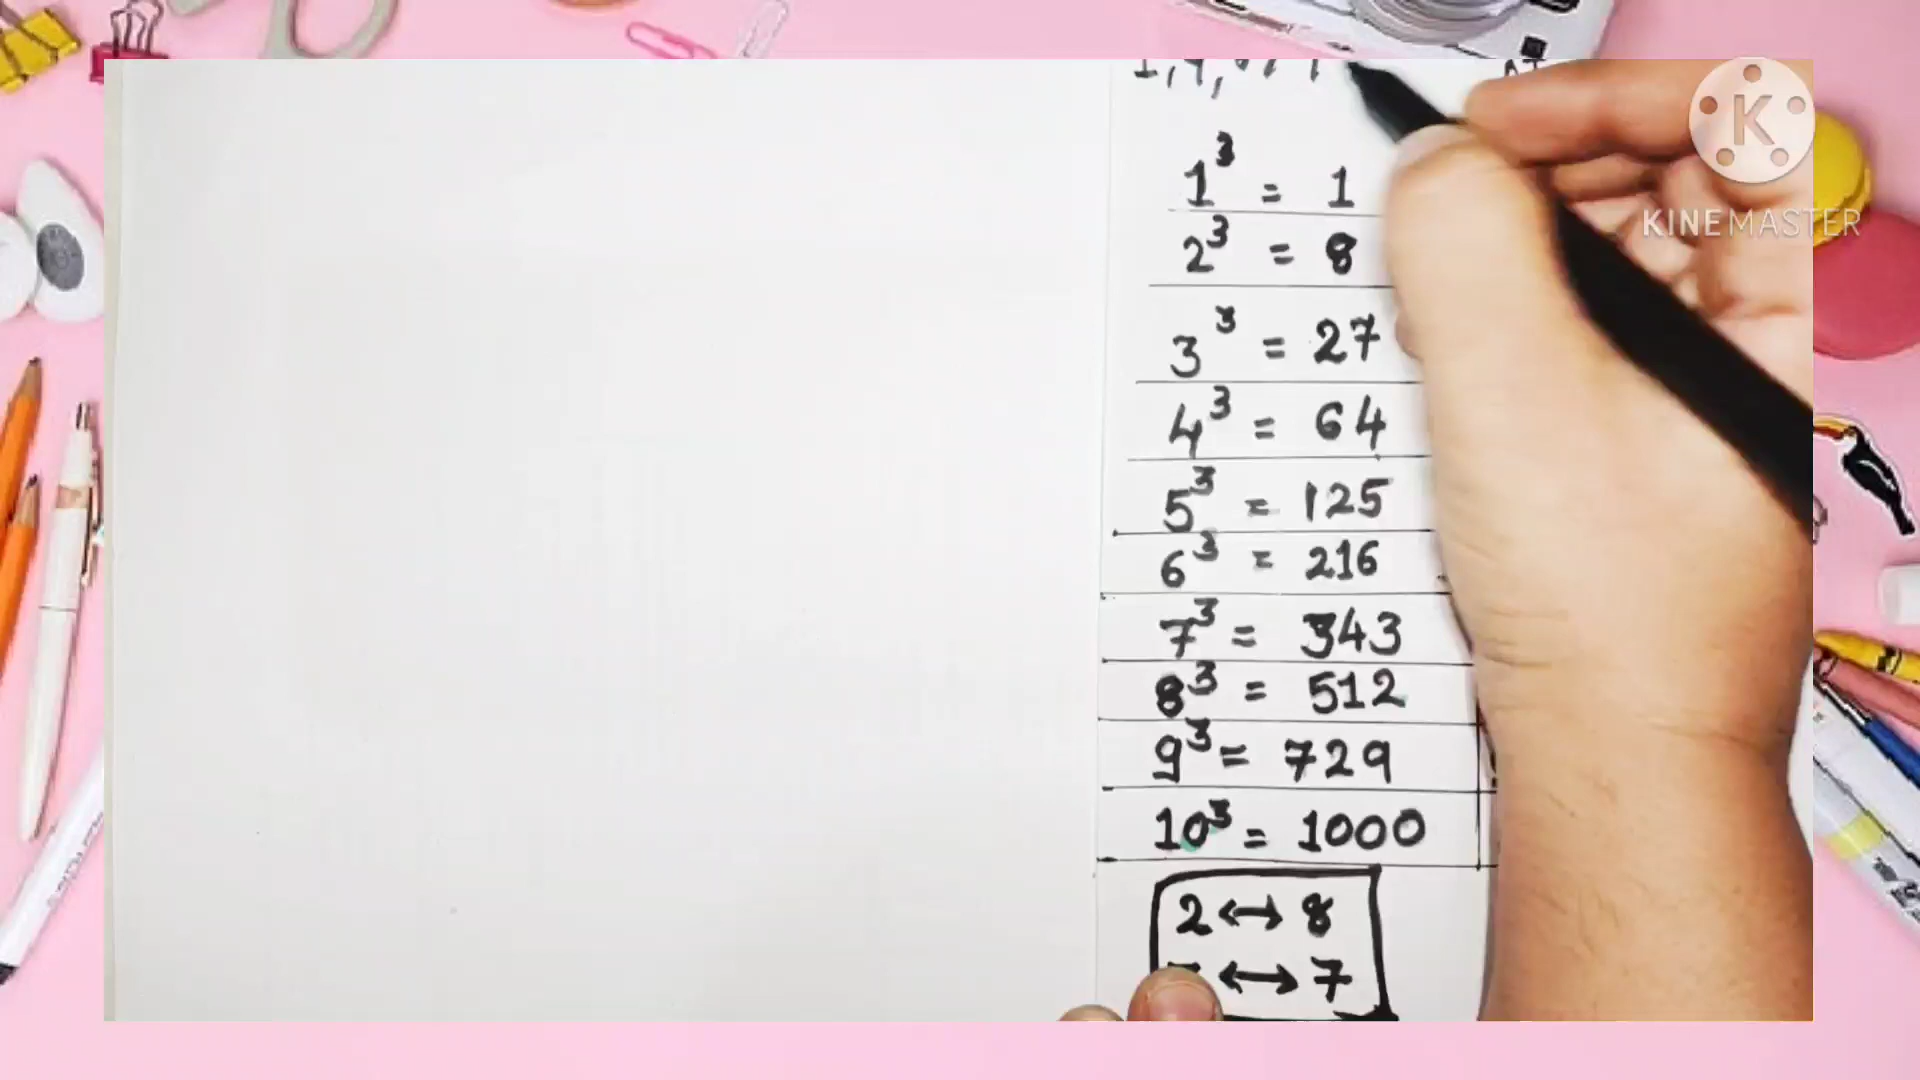 1³ = 1
2³ = 8
3³ = 27
4³ = 64
5³ = 125
6³ = 216
7³ = 343
8³ = 512
9³ = 729
10³ = 1000
2 ↔ 8
↔ 7
K
KINEMASTER